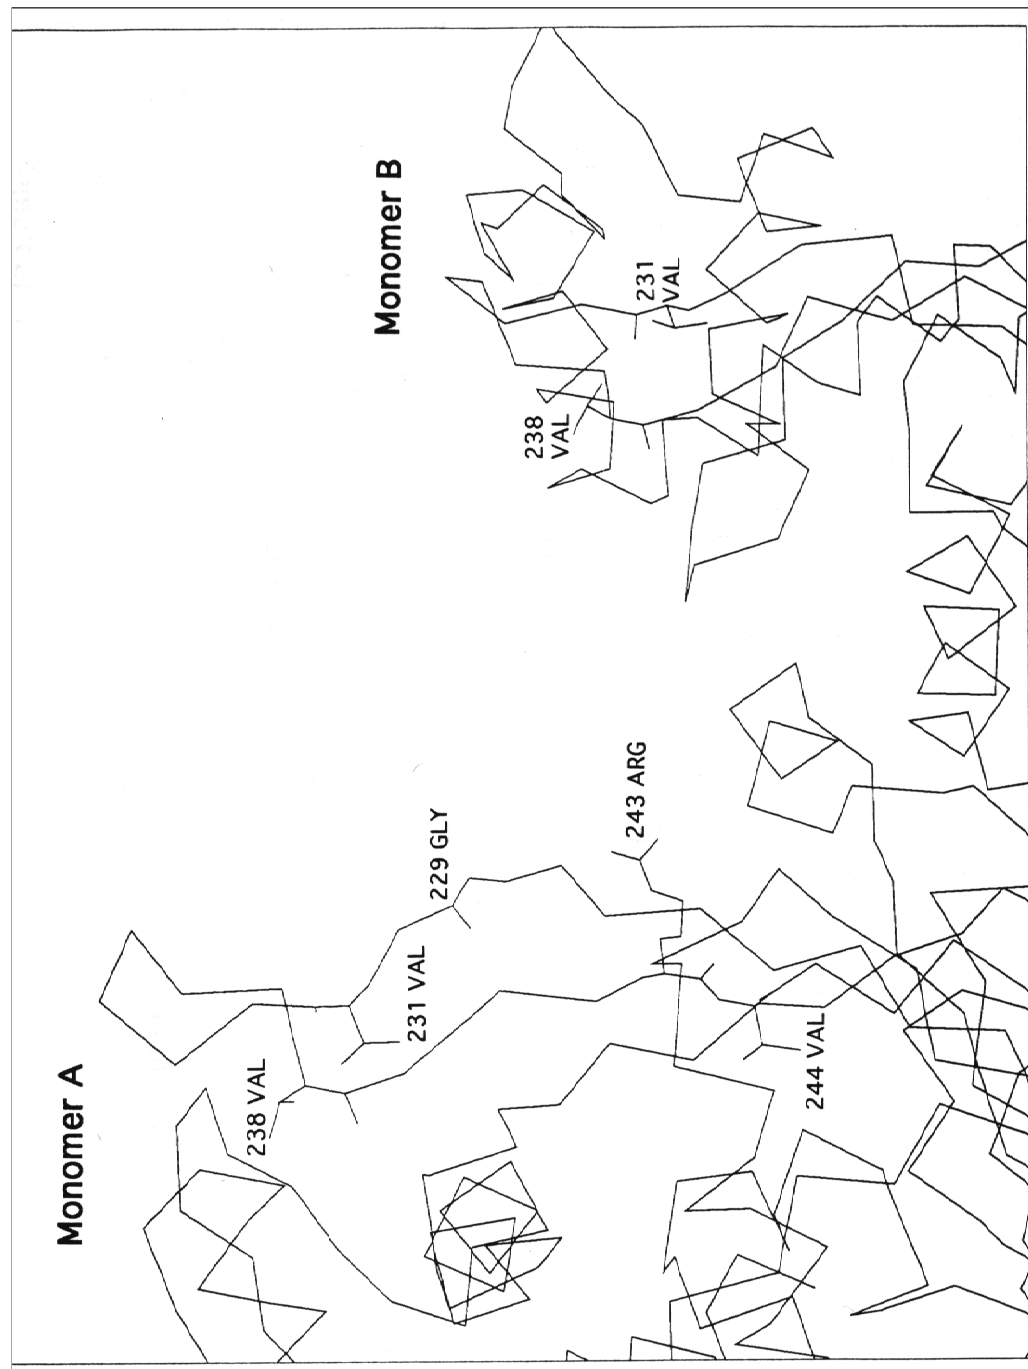 Monomer A
Monomer B
238 VAL
231 VAL
229 GLY
243 ARG
244 VAL
238
VAL
231
VAL